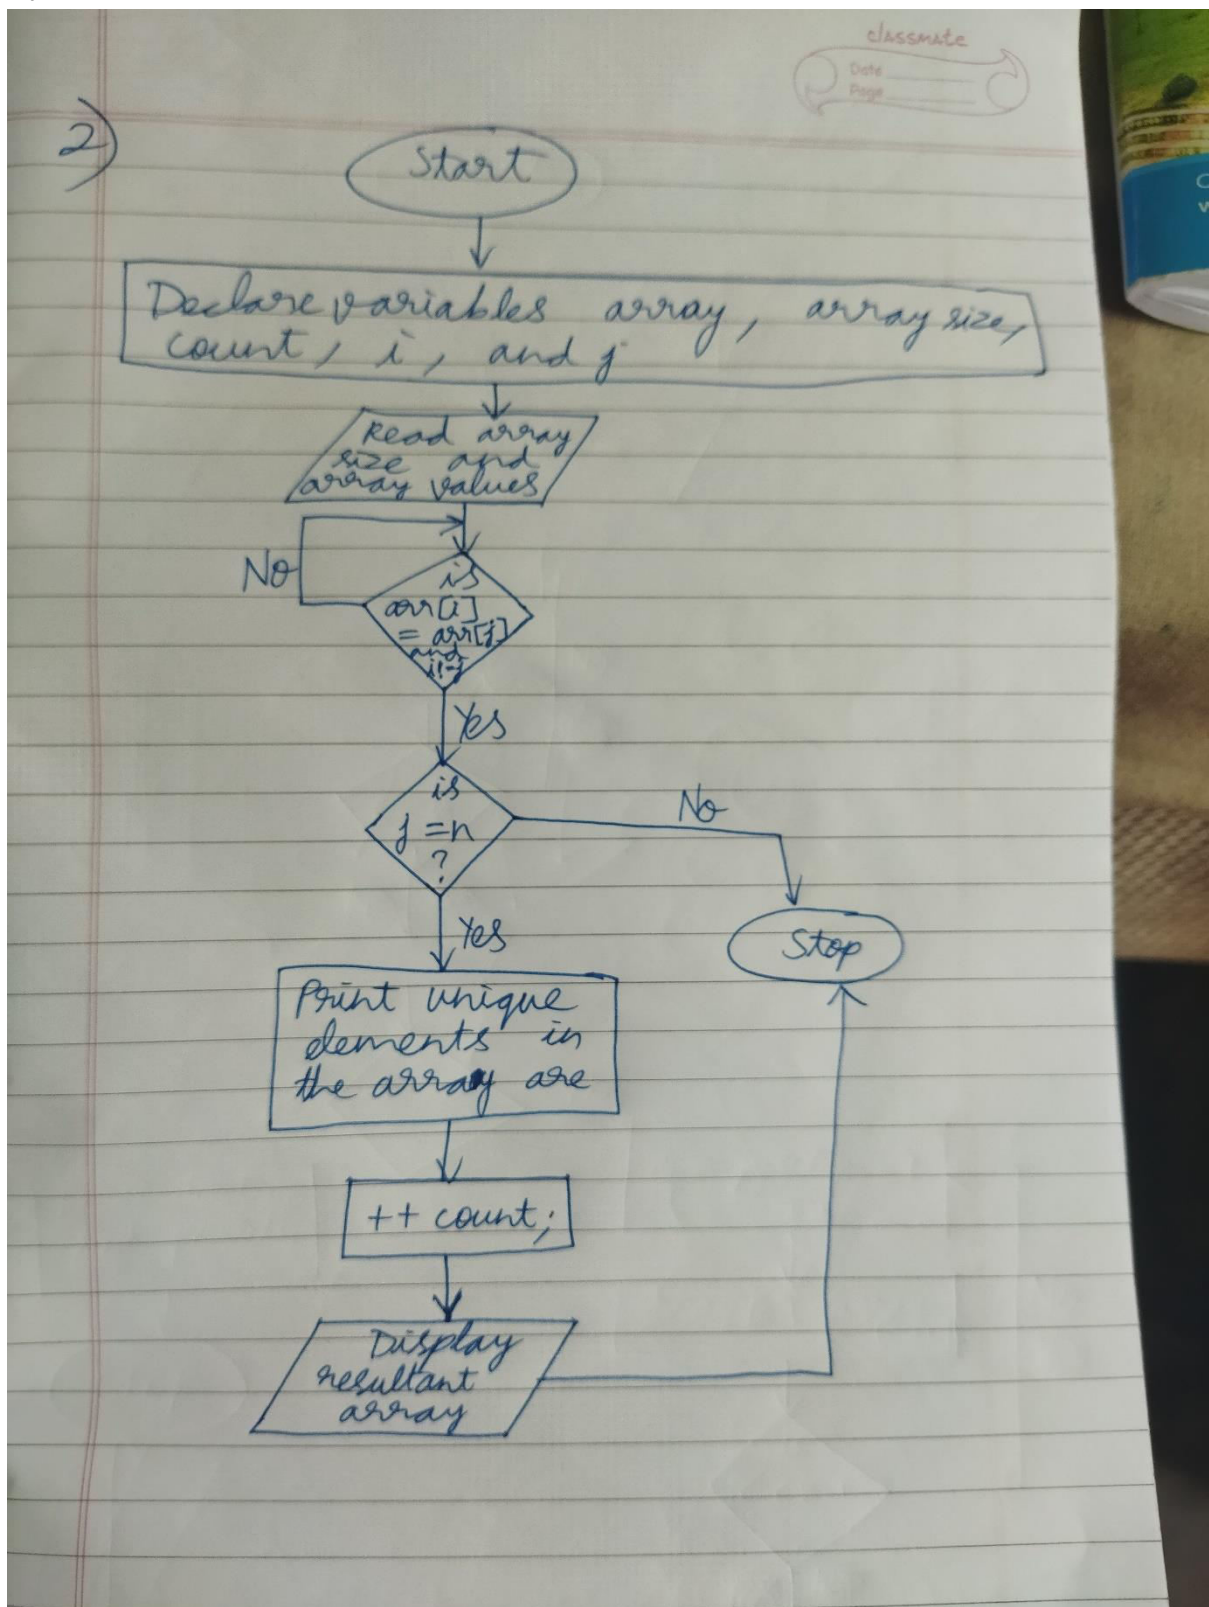 classmate
Date
Page
2)
Start
Declare variables array, array size,
count, i, and j
Read array
size and
array values
No
is
arr[i]
= arr[j]
and
i!=j
Yes
is
j=n
?
No
Yes
Stop
Print unique
elements in
the array are
++ count;
Display
resultant
array